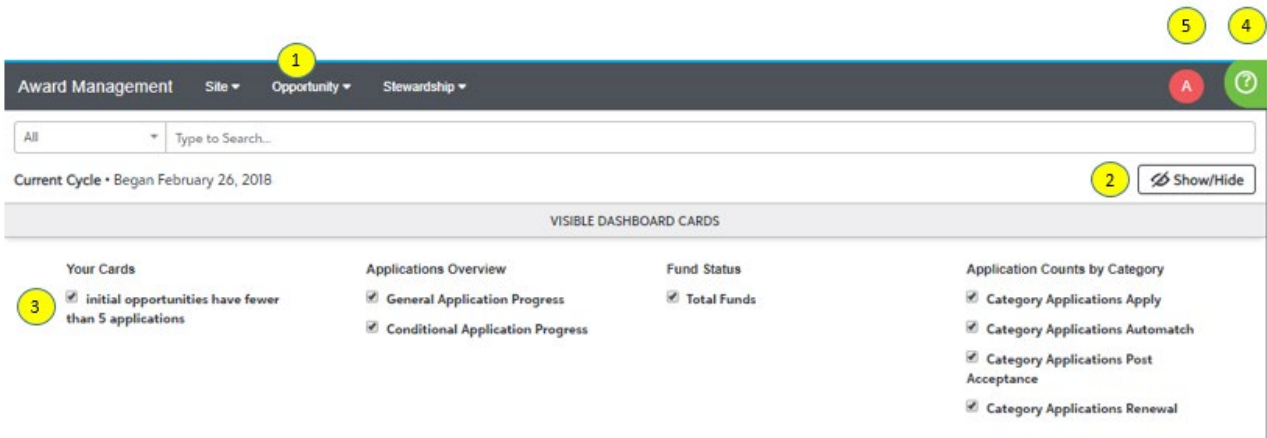 5 4
1
Award Management Site Opportunity Stewardship
A ?
All Type to Search...
Current Cycle • Began February 26, 2018
2 Show/Hide
VISIBLE DASHBOARD CARDS
Your Cards
3 initial opportunities have fewer
than 5 applications
Applications Overview
General Application Progress
Conditional Application Progress
Fund Status
Total Funds
Application Counts by Category
Category Applications Apply
Category Applications Automatch
Category Applications Post
Acceptance
Category Applications Renewal